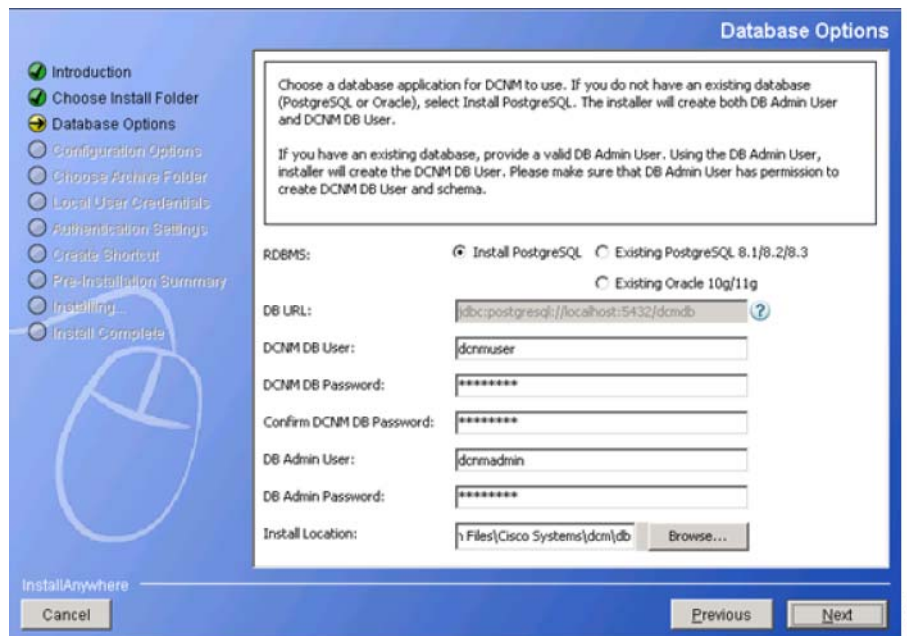 Database Options
Introduction
Choose Install Folder
Database Options
Configuration Options
Choose Archive Folder
Local User Credentials
Authentication Settings
Create Shortcut
Pre-Installation Summary
Installing...
Install Complete
Choose a database application for DCNM to use. If you do not have an existing database
(PostgreSQL or Oracle), select Install PostgreSQL. The installer will create both DB Admin User
and DCNM DB User.
If you have an existing database, provide a valid DB Admin User. Using the DB Admin User,
installer will create the DCNM DB User. Please make sure that DB Admin User has permission to
create DCNM DB User and schema.
RDBMS: Install PostgreSQL Existing PostgreSQL 8.1/8.2/8.3
Existing Oracle 10g/11g
DB URL: jdbc:postgresql://localhost:5432/dcmdb ?
DCNM DB User: dcnmuser
DCNM DB Password: ********
Confirm DCNM DB Password: ********
DB Admin User: dcnmadmin
DB Admin Password: ********
Install Location: n Files\Cisco Systems\dcm\db Browse...
InstallAnywhere
Cancel Previous Next